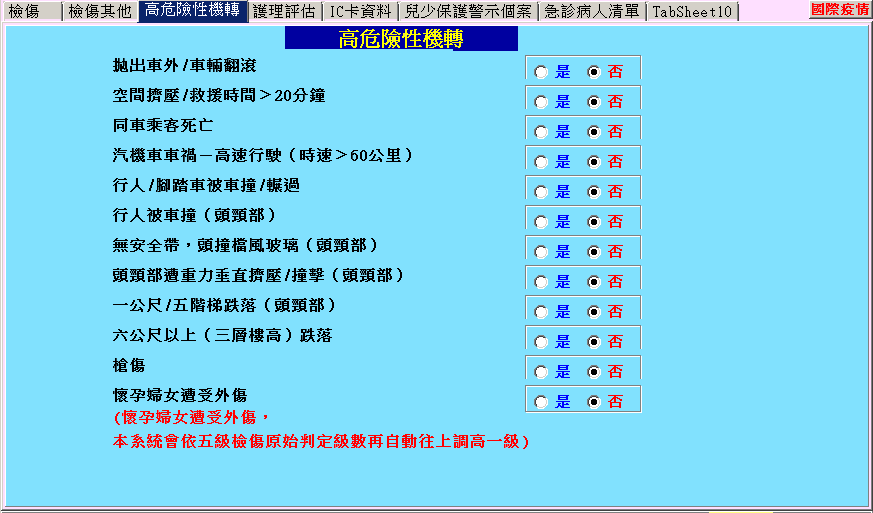 檢傷 檢傷其他 高危險性機轉 護理評估 IC卡資料 兒少保護警示個案 急診病人清單 TabSheet10 國際疫情
高危險性機轉
拋出車外/車輛翻滾 是 否
空間擠壓/救援時間＞20分鐘 是 否
同車乘客死亡 是 否
汽機車車禍－高速行駛（時速＞60公里） 是 否
行人/腳踏車被車撞/輾過 是 否
行人被車撞（頭頸部） 是 否
無安全帶，頭撞檔風玻璃（頭頸部） 是 否
頭頸部遭重力垂直擠壓/撞擊（頭頸部） 是 否
一公尺/五階梯跌落（頭頸部） 是 否
六公尺以上（三層樓高）跌落 是 否
槍傷 是 否
懷孕婦女遭受外傷 是 否
(懷孕婦女遭受外傷，
本系統會依五級檢傷原始判定級數再自動往上調高一級)